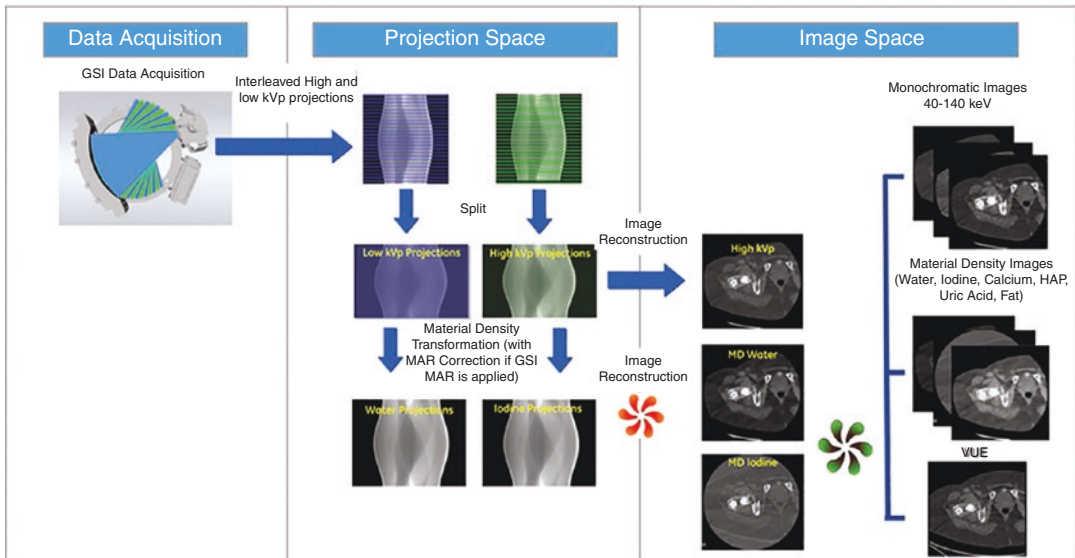 Data Acquisition
Projection Space
Image Space
GSI Data Acquisition
Interleaved High and
low kVp projections
Split
Low kVp Projections
High kVp Projections
Material Density
Transformation (with
MAR Correction if GSI
MAR is applied)
Water Projections
Iodine Projections
Image
Reconstruction
Image
Reconstruction
High kVp
MD Water
MD Iodine
Monochromatic Images
40-140 keV
Material Density Images
(Water, Iodine, Calcium, HAP,
Uric Acid, Fat)
VUE